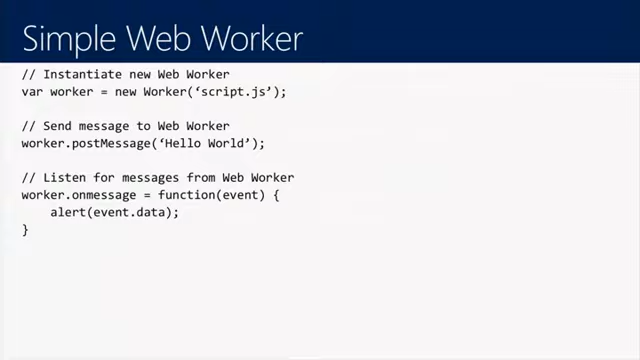 Simple Web Worker
// Instantiate new Web Worker
var worker = new Worker(‘script.js’);
// Send message to Web Worker
worker.postMessage(‘Hello World’);
// Listen for messages from Web Worker
worker.onmessage = function(event) {
    alert(event.data);
}